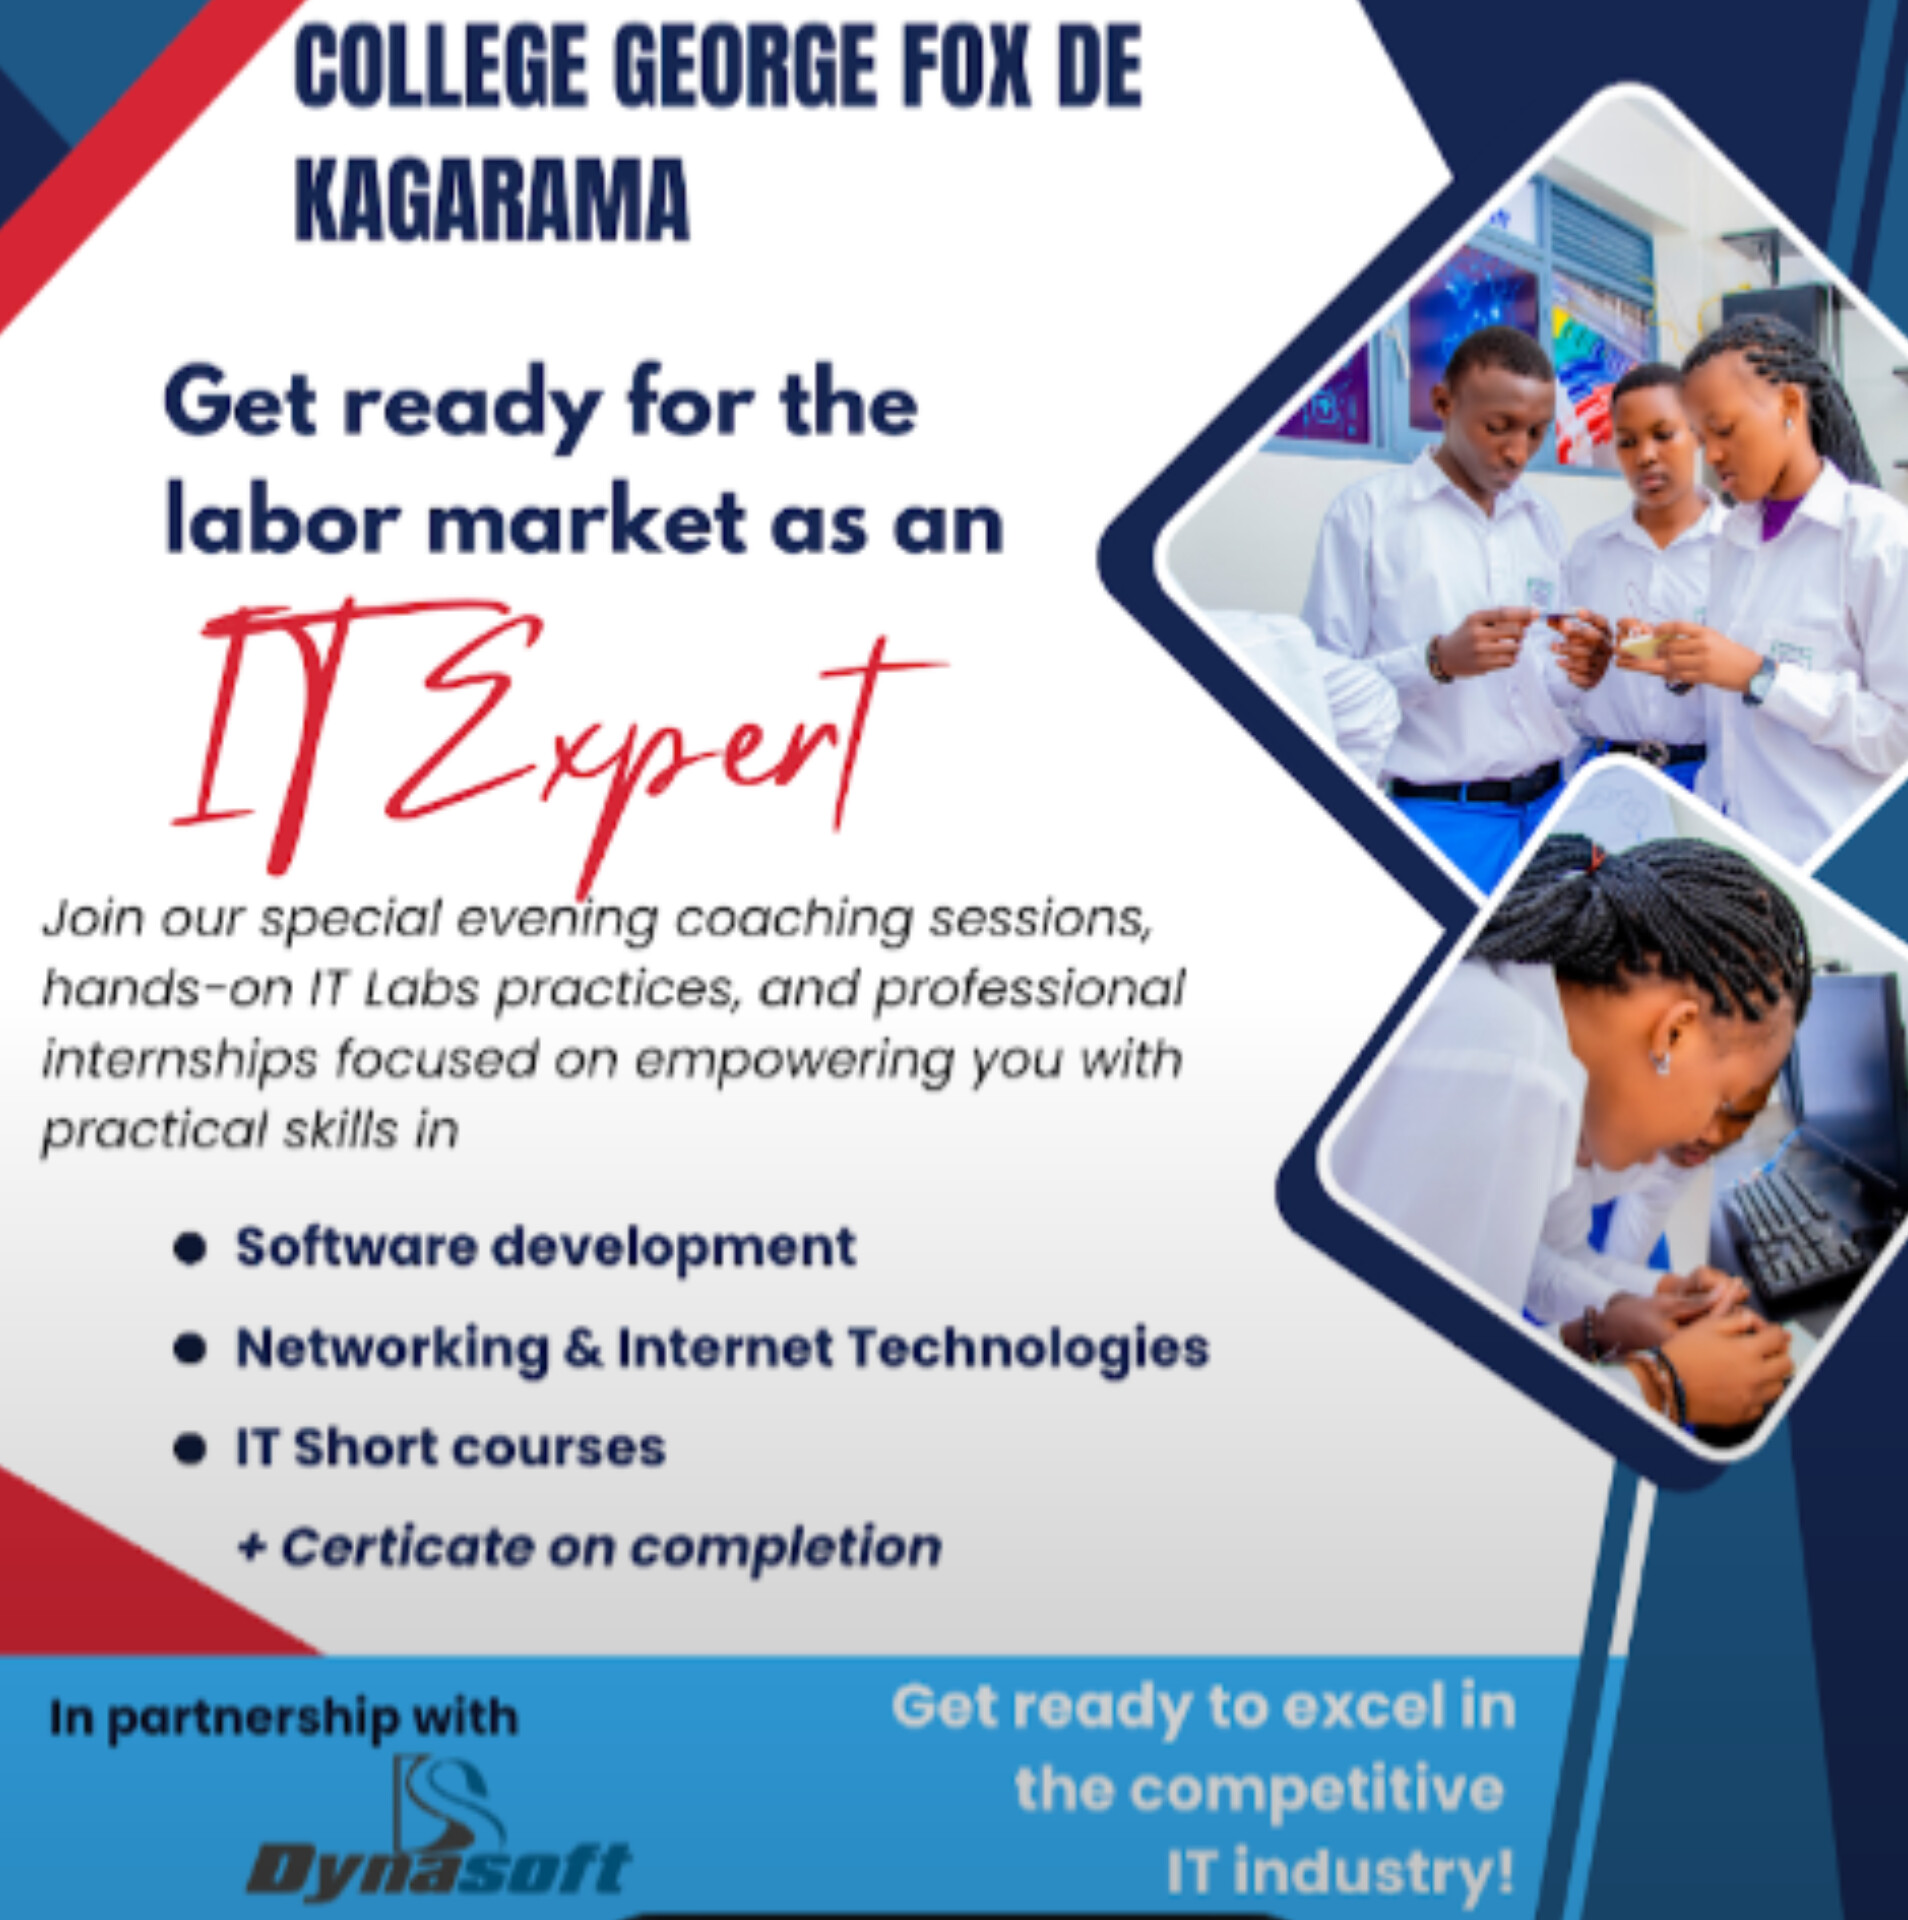 COLLEGE GEORGE FOX DE
KAGARAMA
Get ready for the
labor market as an
IT Expert
Join our special evening coaching sessions,
hands-on IT Labs practices, and professional
internships focused on empowering you with
practical skills in
● Software development
● Networking & Internet Technologies
● IT Short courses
+ Certicate on completion
In partnership with
Dynasoft
Get ready to excel in
the competitive
IT industry!